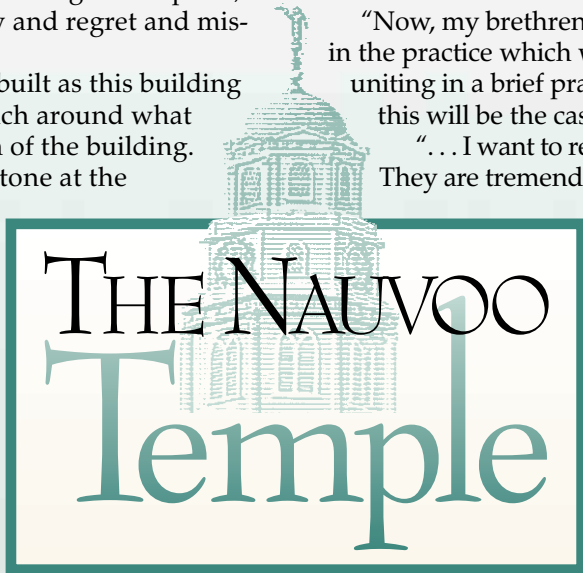 y and regret and mis-
built as this building
ch around what
n of the building.
tone at the
“Now, my brethren
in the practice which w
uniting in a brief pra
this will be the cas
“. . . I want to re
They are tremend
THE NAUVOO
Temple